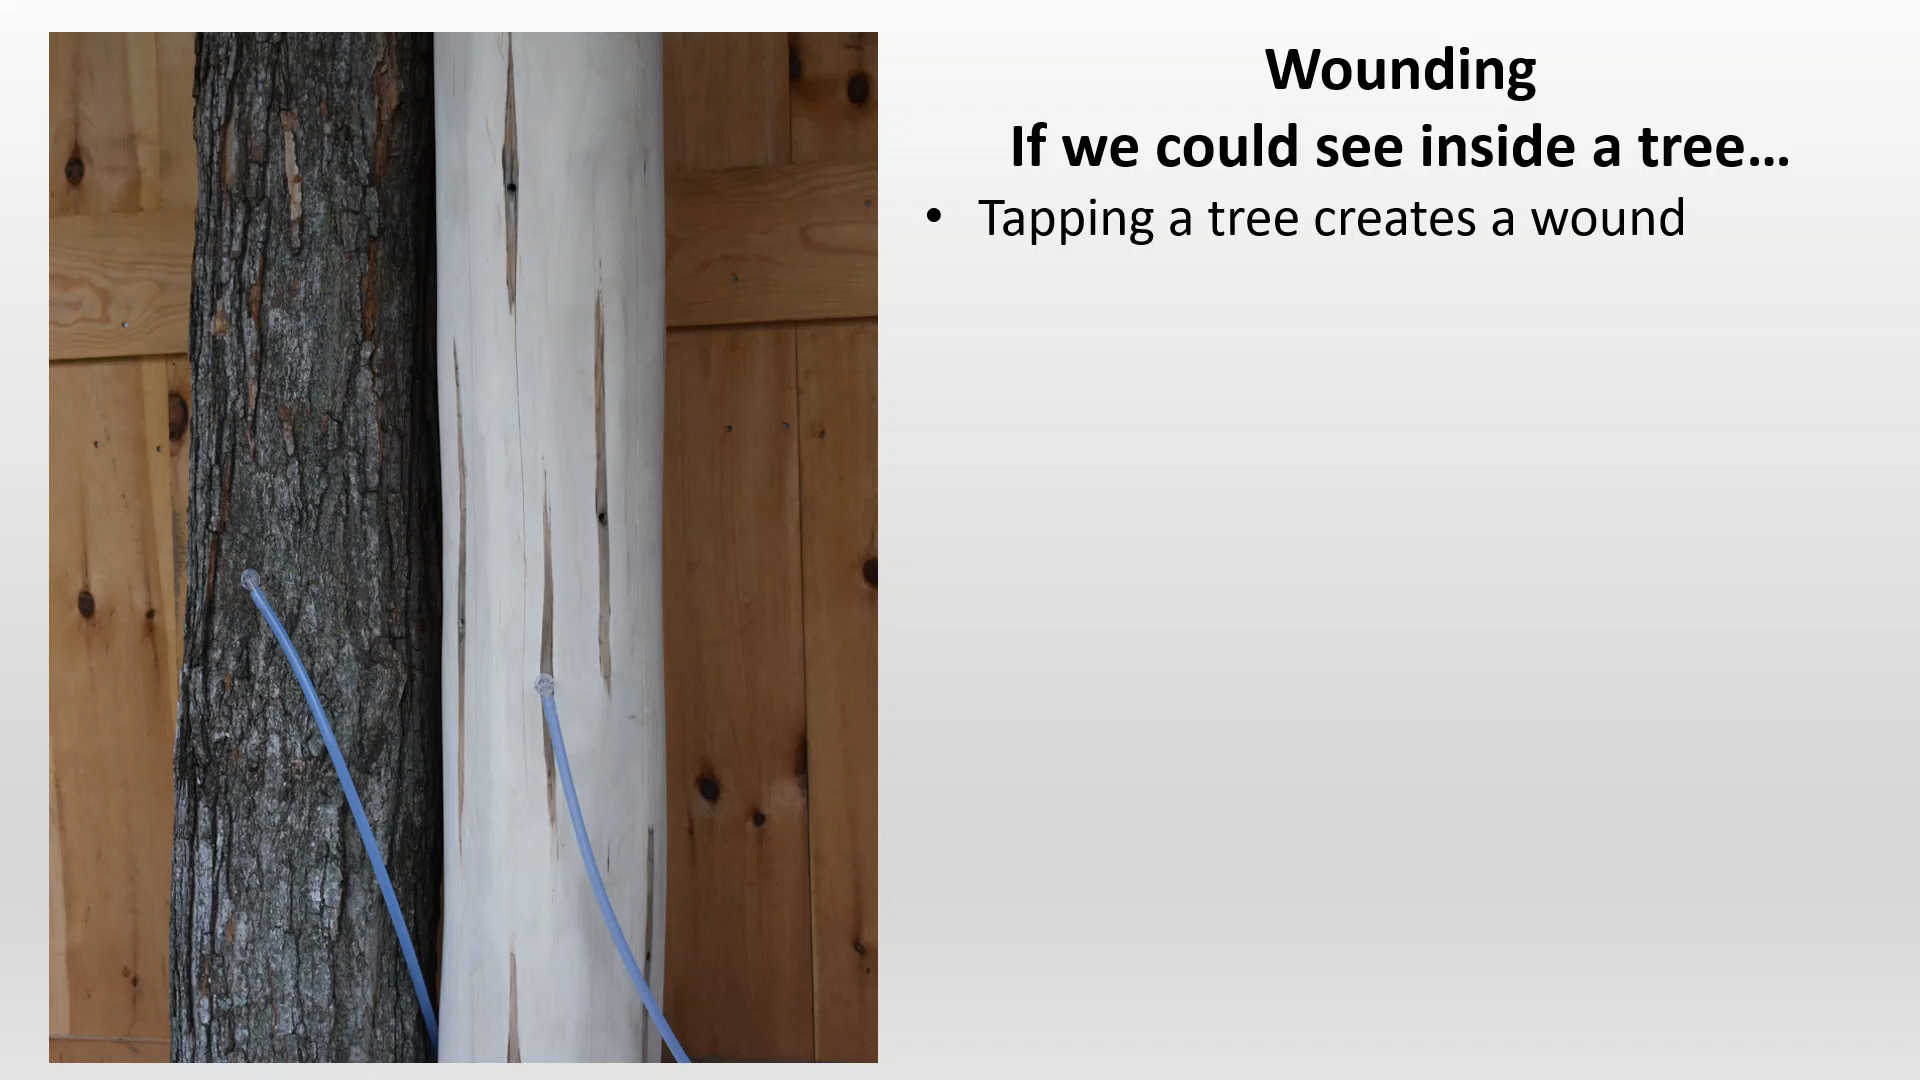 Wounding
If we could see inside a tree…
• Tapping a tree creates a wound